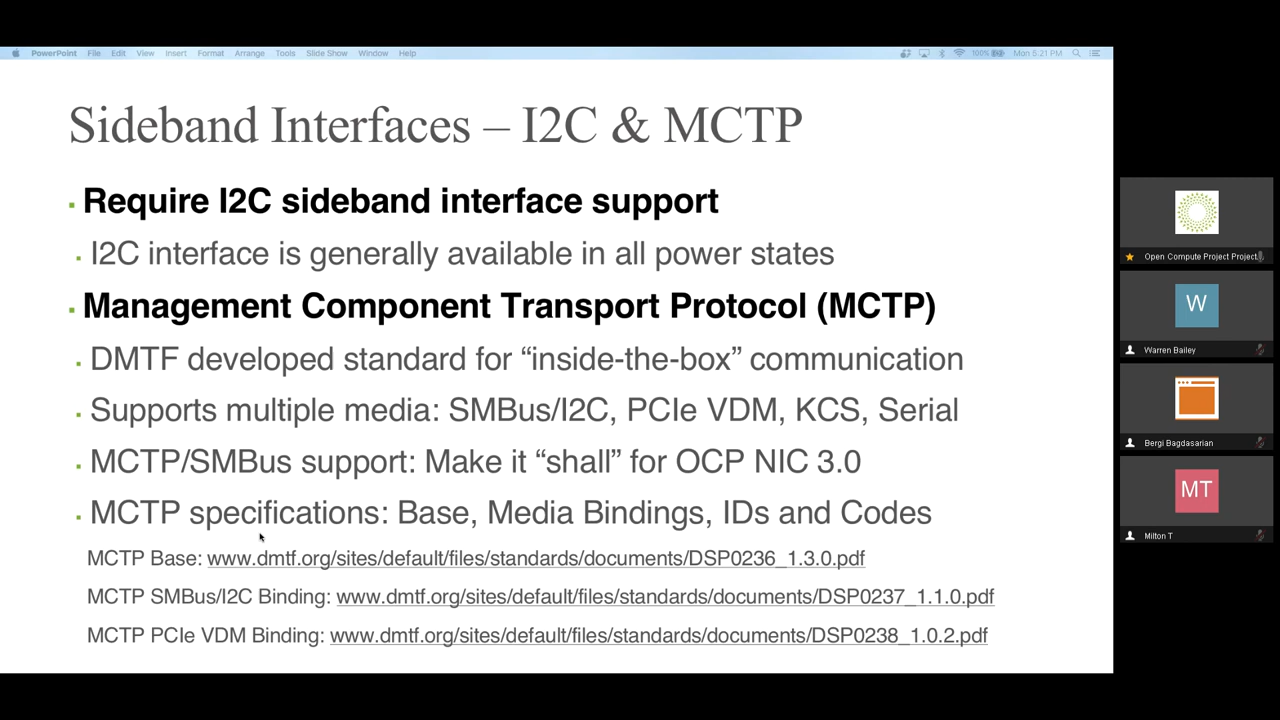 PowerPoint File Edit View Insert Format Arrange Tools Slide Show Window Help 100% Mon 5:21 PM
Sideband Interfaces – I2C & MCTP
Require I2C sideband interface support
I2C interface is generally available in all power states
Management Component Transport Protocol (MCTP)
DMTF developed standard for “inside-the-box” communication
Supports multiple media: SMBus/I2C, PCIe VDM, KCS, Serial
MCTP/SMBus support: Make it “shall” for OCP NIC 3.0
MCTP specifications: Base, Media Bindings, IDs and Codes
MCTP Base: www.dmtf.org/sites/default/files/standards/documents/DSP0236_1.3.0.pdf
MCTP SMBus/I2C Binding: www.dmtf.org/sites/default/files/standards/documents/DSP0237_1.1.0.pdf
MCTP PCIe VDM Binding: www.dmtf.org/sites/default/files/standards/documents/DSP0238_1.0.2.pdf
Open Compute Project Project
W
Warren Bailey
Bergi Bagdasarian
MT
Milton T